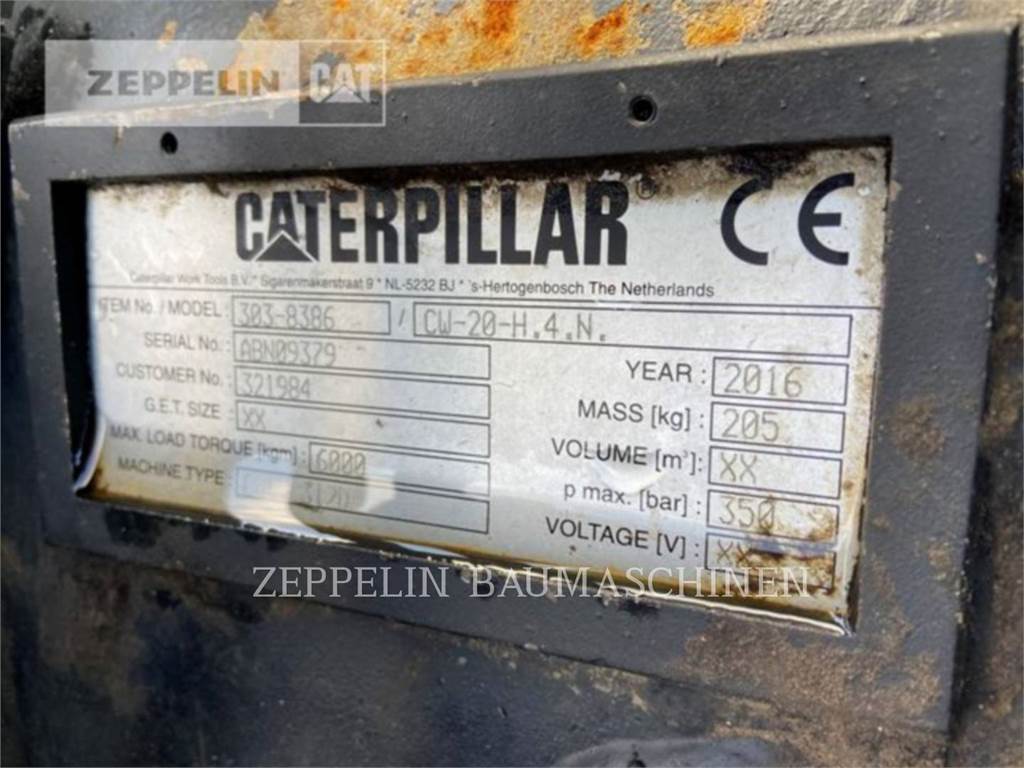 ZEPPELIN CAT
CATERPILLAR® CE
Caterpillar Work Tools B.V. * Sigarenmakerstraat 9 * NL-5232 BJ * 's-Hertogenbosch The Netherlands
ITEM No. / MODEL : 303-8386 / CW-20-H.4.N.
SERIAL No. : ABN09379
CUSTOMER No. : 321984
G.E.T. SIZE : XX
MAX. LOAD TORQUE [kgm] : 6000
MACHINE TYPE :
YEAR : 2016
MASS [kg] : 205
VOLUME [m³]: XX
p max. [bar] : 350
VOLTAGE [V] : XX
ZEPPELIN BAUMASCHINEN